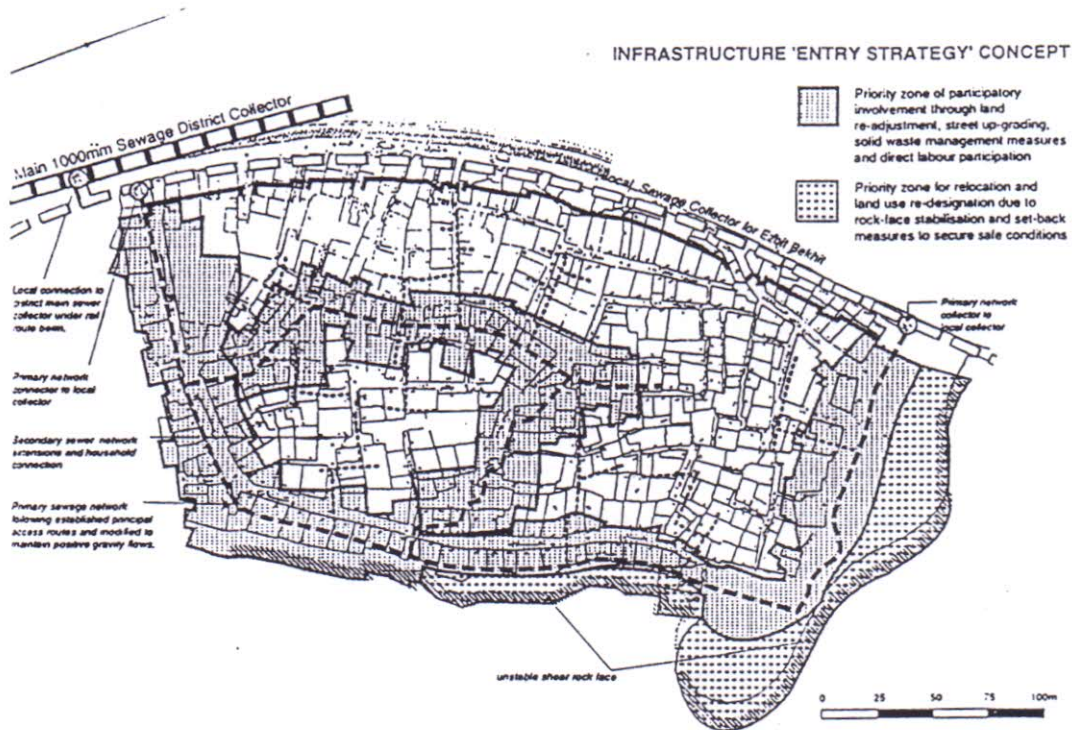 INFRASTRUCTURE 'ENTRY STRATEGY' CONCEPT
Priority zone of participatory
involvement through land
re-adjustment, street up-grading,
solid waste management measures
and direct labour participation
Priority zone for relocation and
land use re-designation due to
rock-face stabilisation and set-back
measures to secure safe conditions
Main 1000mm Sewage District Collector
local Sewage Collector for Ezbit Bekhit
Local connection to
district main sewer
collector under rail
route beam.
Primary network
connector to local
collector
Secondary sewer network
extensions and household
connection
Primary sewage network
following established principal
access routes and modified to
maintain positive gravity flows.
Primary network
collector to
local collector
unstable shear rock face
0 25 50 75 100m